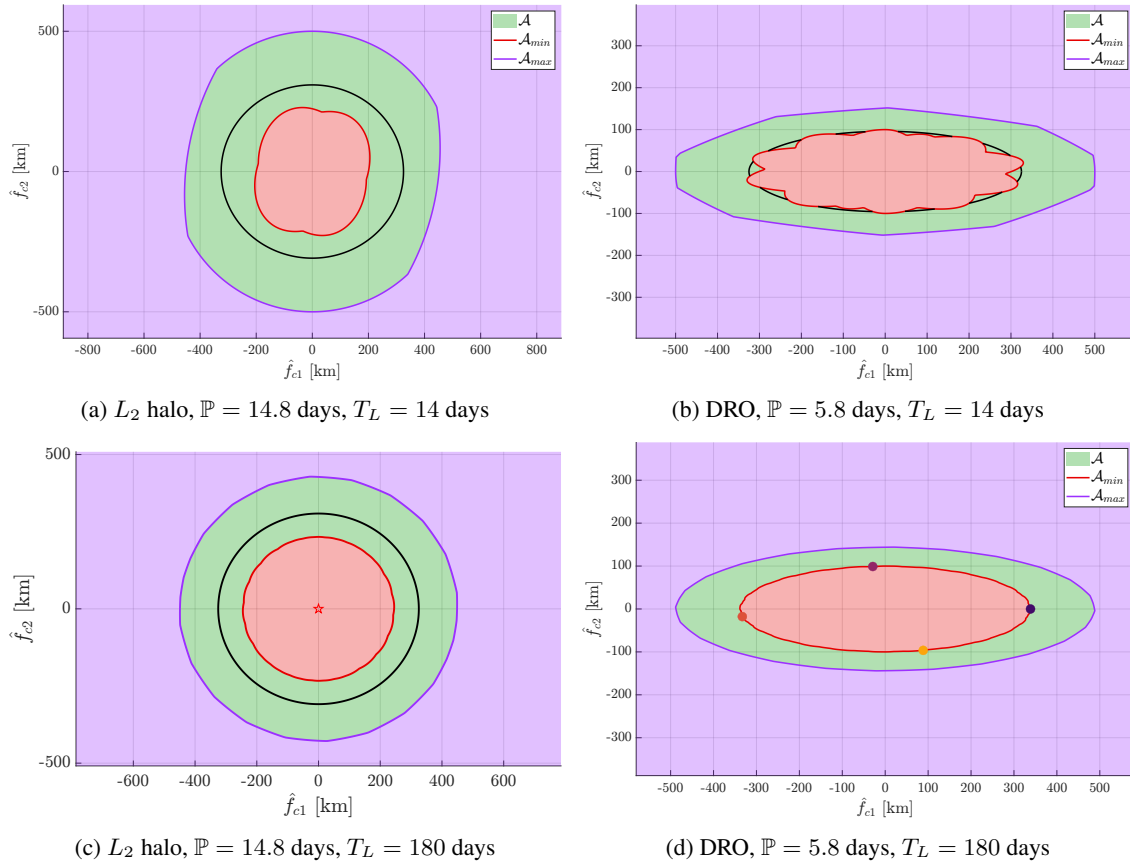 500
0
-500
-800 -600 -400 -200 0 200 400 600 800
f̂c2 [km]
f̂c1 [km]
𝒜
𝒜min
𝒜max
(a) L2 halo, ℙ = 14.8 days, TL = 14 days
300
200
100
0
-100
-200
-300
-500 -400 -300 -200 -100 0 100 200 300 400 500
f̂c2 [km]
f̂c1 [km]
𝒜
𝒜min
𝒜max
(b) DRO, ℙ = 5.8 days, TL = 14 days
500
0
-500
-600 -400 -200 0 200 400 600
f̂c2 [km]
f̂c1 [km]
(c) L2 halo, ℙ = 14.8 days, TL = 180 days
300
200
100
0
-100
-200
-300
-500 -400 -300 -200 -100 0 100 200 300 400 500
f̂c2 [km]
f̂c1 [km]
𝒜
𝒜min
𝒜max
(d) DRO, ℙ = 5.8 days, TL = 180 days